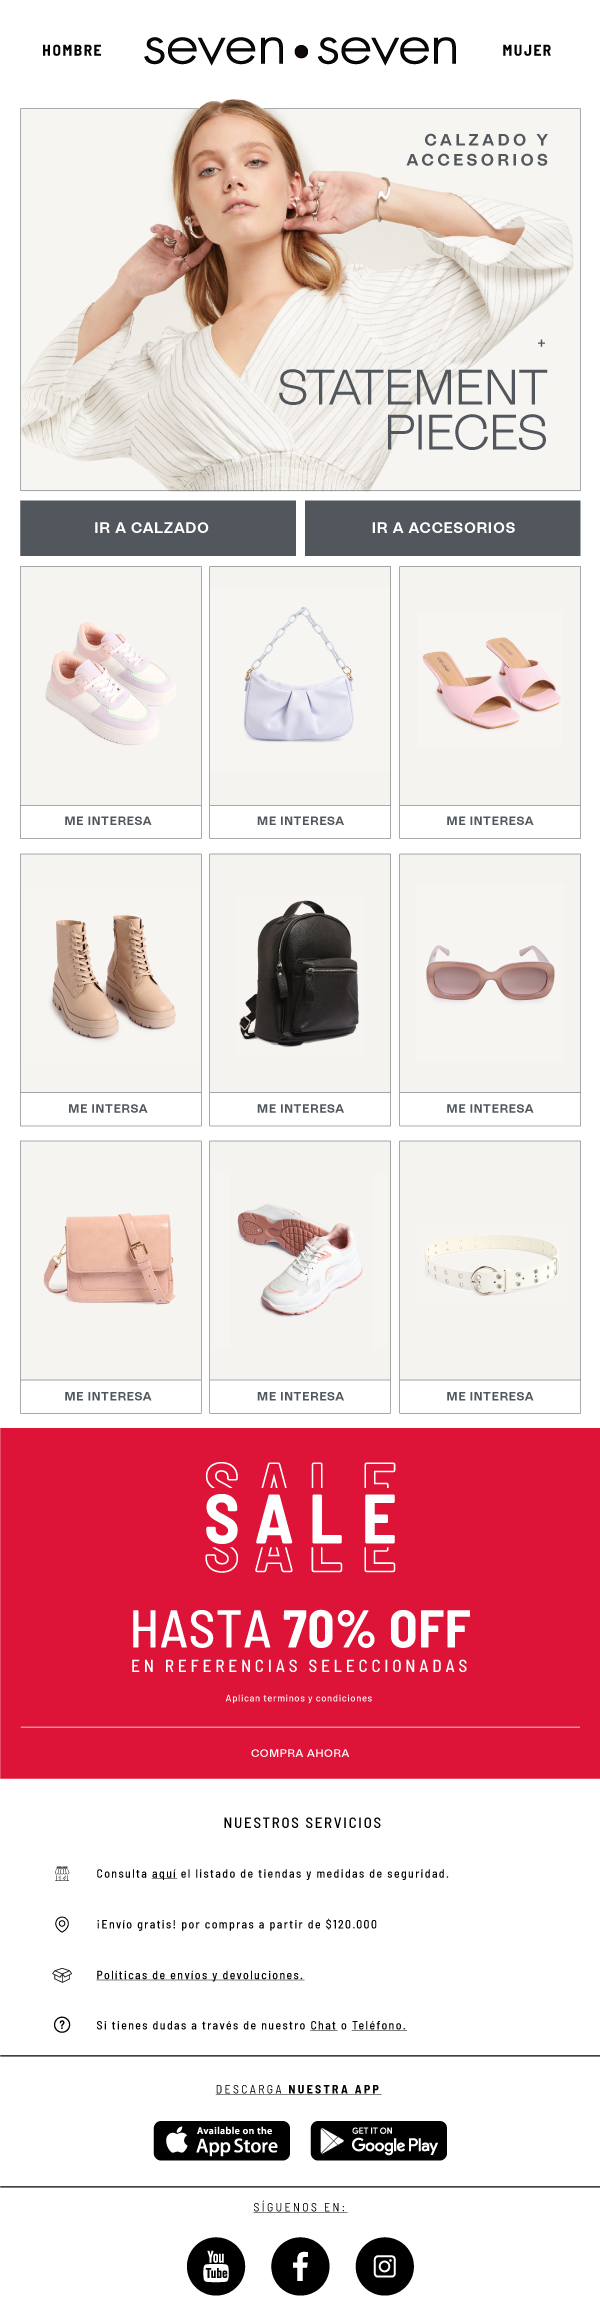 HOMBRE
seven • seven
MUJER
CALZADO Y
ACCESORIOS
+
STATEMENT
PIECES
IR A CALZADO
IR A ACCESORIOS
ME INTERESA
ME INTERESA
ME INTERESA
ME INTERSA
ME INTERESA
ME INTERESA
ME INTERESA
ME INTERESA
ME INTERESA
SALE
SALE
SALE
HASTA 70% OFF
EN REFERENCIAS SELECCIONADAS
Aplican terminos y condiciones
COMPRA AHORA
NUESTROS SERVICIOS
Consulta aquí el listado de tiendas y medidas de seguridad.
¡Envío gratis! por compras a partir de $120.000
Políticas de envíos y devoluciones.
? Si tienes dudas a través de nuestro Chat o Teléfono.
DESCARGA NUESTRA APP
Available on the
App Store
GET IT ON
Google Play
SÍGUENOS EN:
You
Tube
f